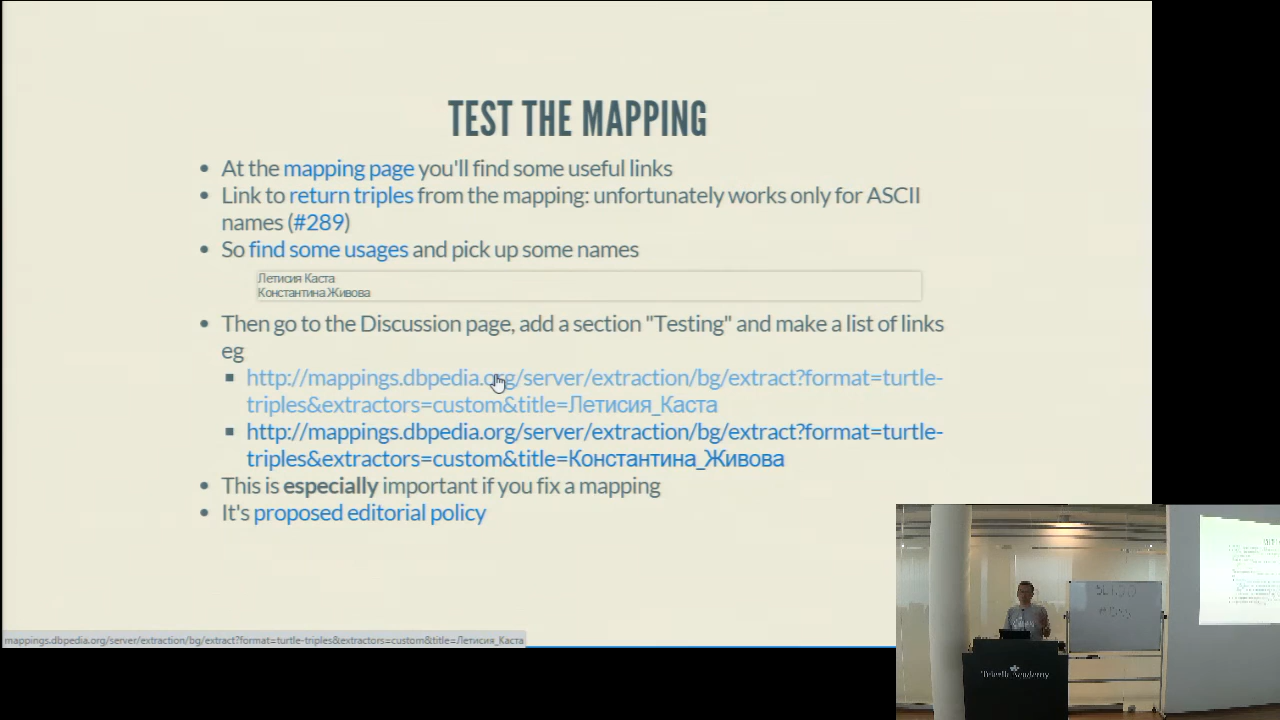 TEST THE MAPPING
At the mapping page you'll find some useful links
Link to return triples from the mapping: unfortunately works only for ASCII
names (#289)
So find some usages and pick up some names
Летисия Каста
Константина Живова
Then go to the Discussion page, add a section "Testing" and make a list of links
eg
http://mappings.dbpedia.org/server/extraction/bg/extract?format=turtle-
triples&extractors=custom&title=Летисия_Каста
http://mappings.dbpedia.org/server/extraction/bg/extract?format=turtle-
triples&extractors=custom&title=Константина_Живова
This is especially important if you fix a mapping
It's proposed editorial policy
mappings.dbpedia.org/server/extraction/bg/extract?format=turtle-triples&extractors=custom&title=Летисия_Каста
Academy